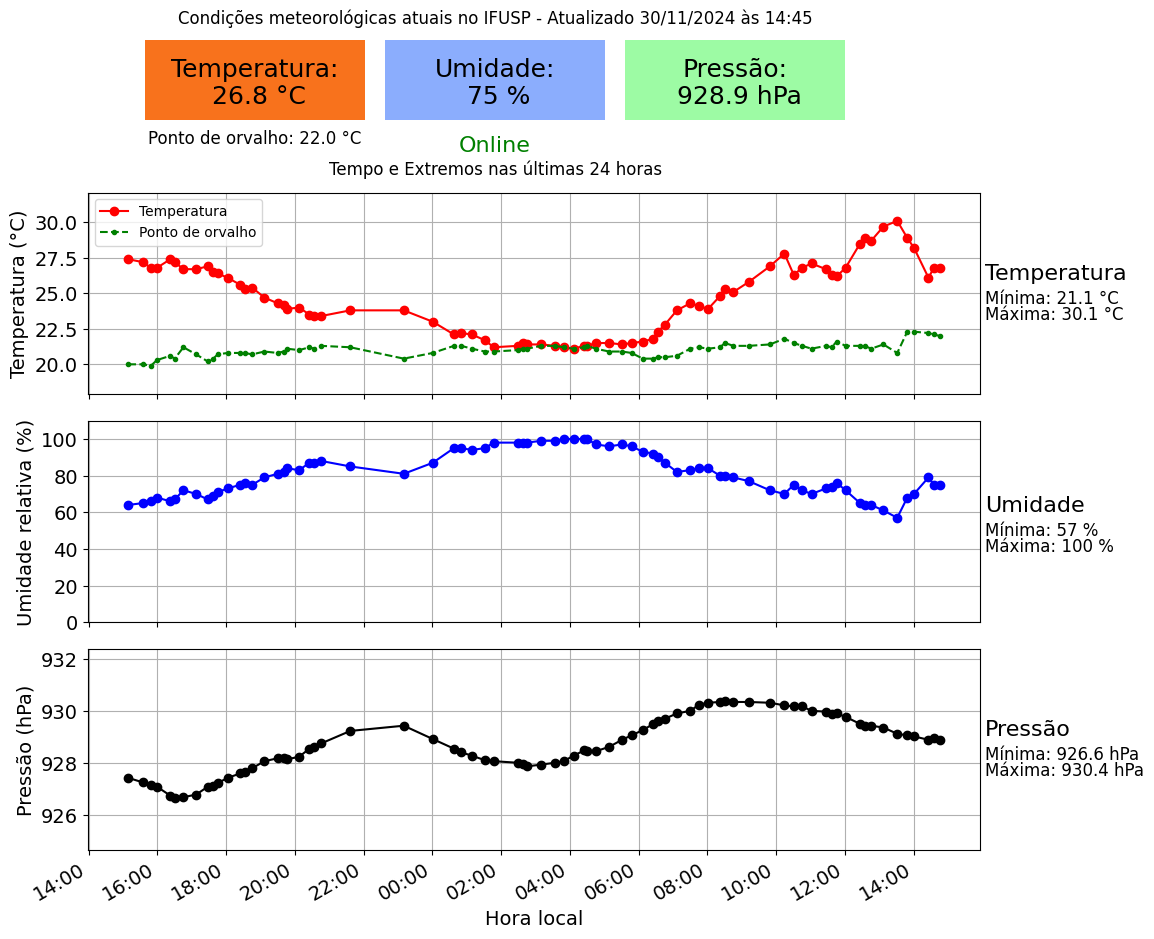 Condições meteorológicas atuais no IFUSP - Atualizado 30/11/2024 às 14:45
Temperatura:
26.8 °C
Umidade:
75 %
Pressão:
928.9 hPa
Ponto de orvalho: 22.0 °C
Online
Tempo e Extremos nas últimas 24 horas
Temperatura (°C)
30.0
27.5
25.0
22.5
20.0
Temperatura
Ponto de orvalho
Temperatura
Mínima: 21.1 °C
Máxima: 30.1 °C
Umidade relativa (%)
100
80
60
40
20
0
Umidade
Mínima: 57 %
Máxima: 100 %
Pressão (hPa)
932
930
928
926
Pressão
Mínima: 926.6 hPa
Máxima: 930.4 hPa
14:00 16:00 18:00 20:00 22:00 00:00 02:00 04:00 06:00 08:00 10:00 12:00 14:00
Hora local